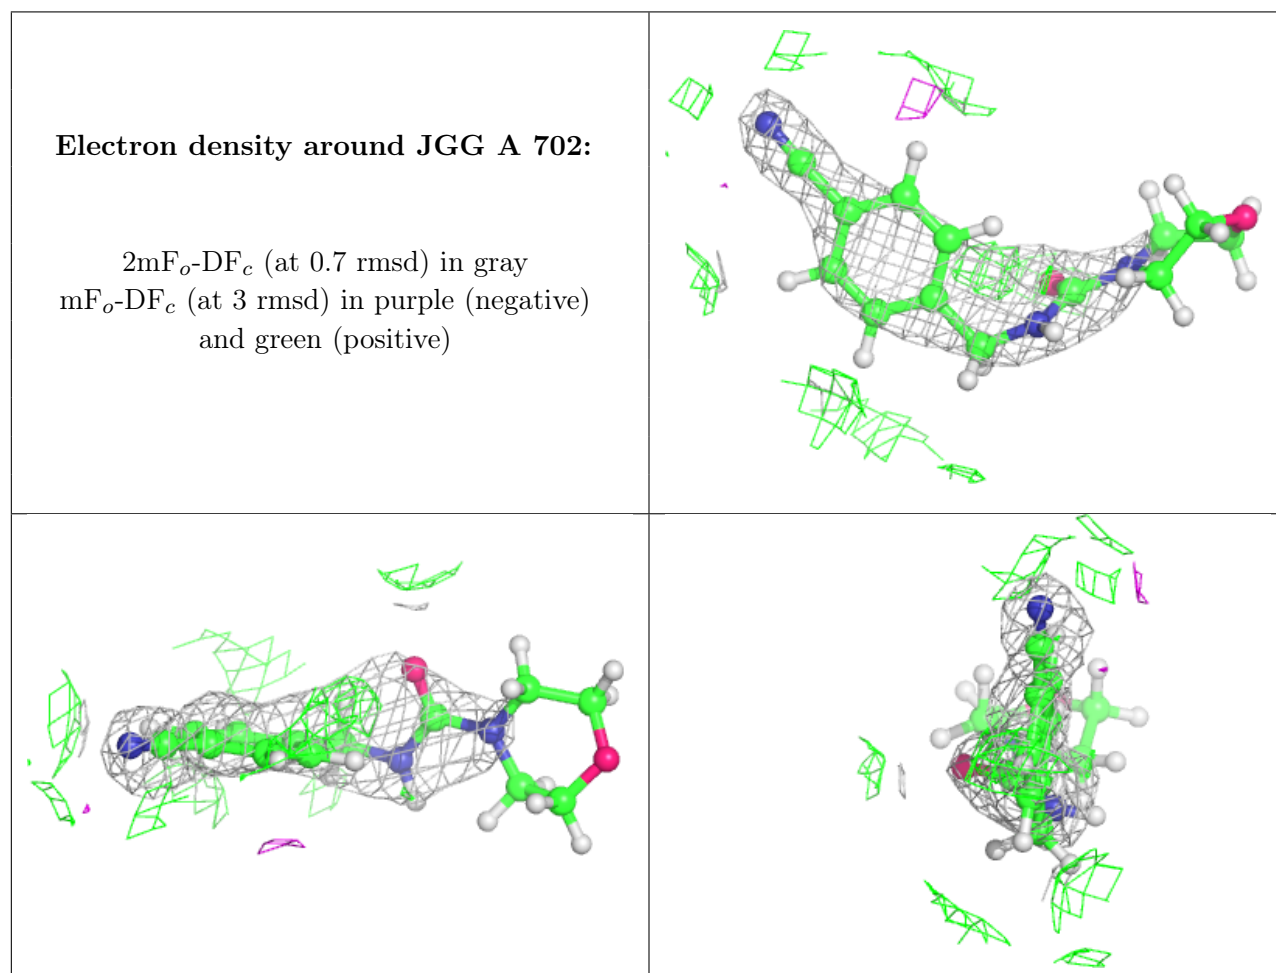 Electron density around JGG A 702:
2mFo-DFc (at 0.7 rmsd) in gray
mFo-DFc (at 3 rmsd) in purple (negative)
and green (positive)